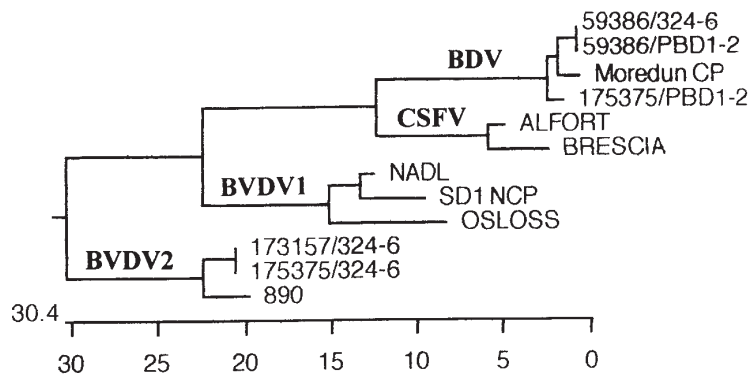 59386/324-6
59386/PBD1-2
BDV
Moredun CP
175375/PBD1-2
CSFV
ALFORT
BRESCIA
NADL
BVDV1
SD1 NCP
OSLOSS
173157/324-6
BVDV2
175375/324-6
890
30.4
30 25 20 15 10 5 0